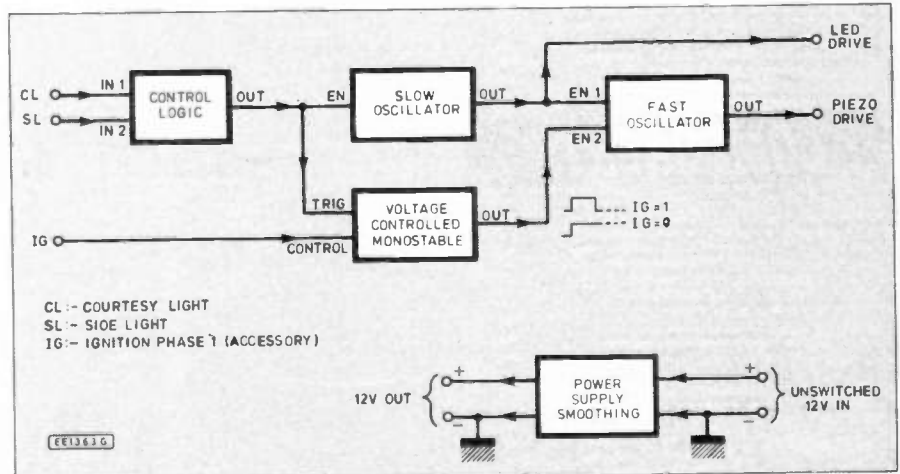 LED DRIVE
CL
IN 1
CONTROL LOGIC
OUT
EN
SLOW OSCILLATOR
OUT
EN 1
FAST OSCILLATOR
OUT
PIEZO DRIVE
SL
IN 2
EN 2
TRIG
VOLTAGE CONTROLLED MONOSTABLE
OUT
IG = 1
IG = 0
IG
CONTROL
CL :- COURTESY LIGHT
SL :- SIDE LIGHT
IG :- IGNITION PHASE 1 (ACCESSORY)
12V OUT
+
-
POWER SUPPLY SMOOTHING
+
-
UNSWITCHED 12V IN
EE1363G